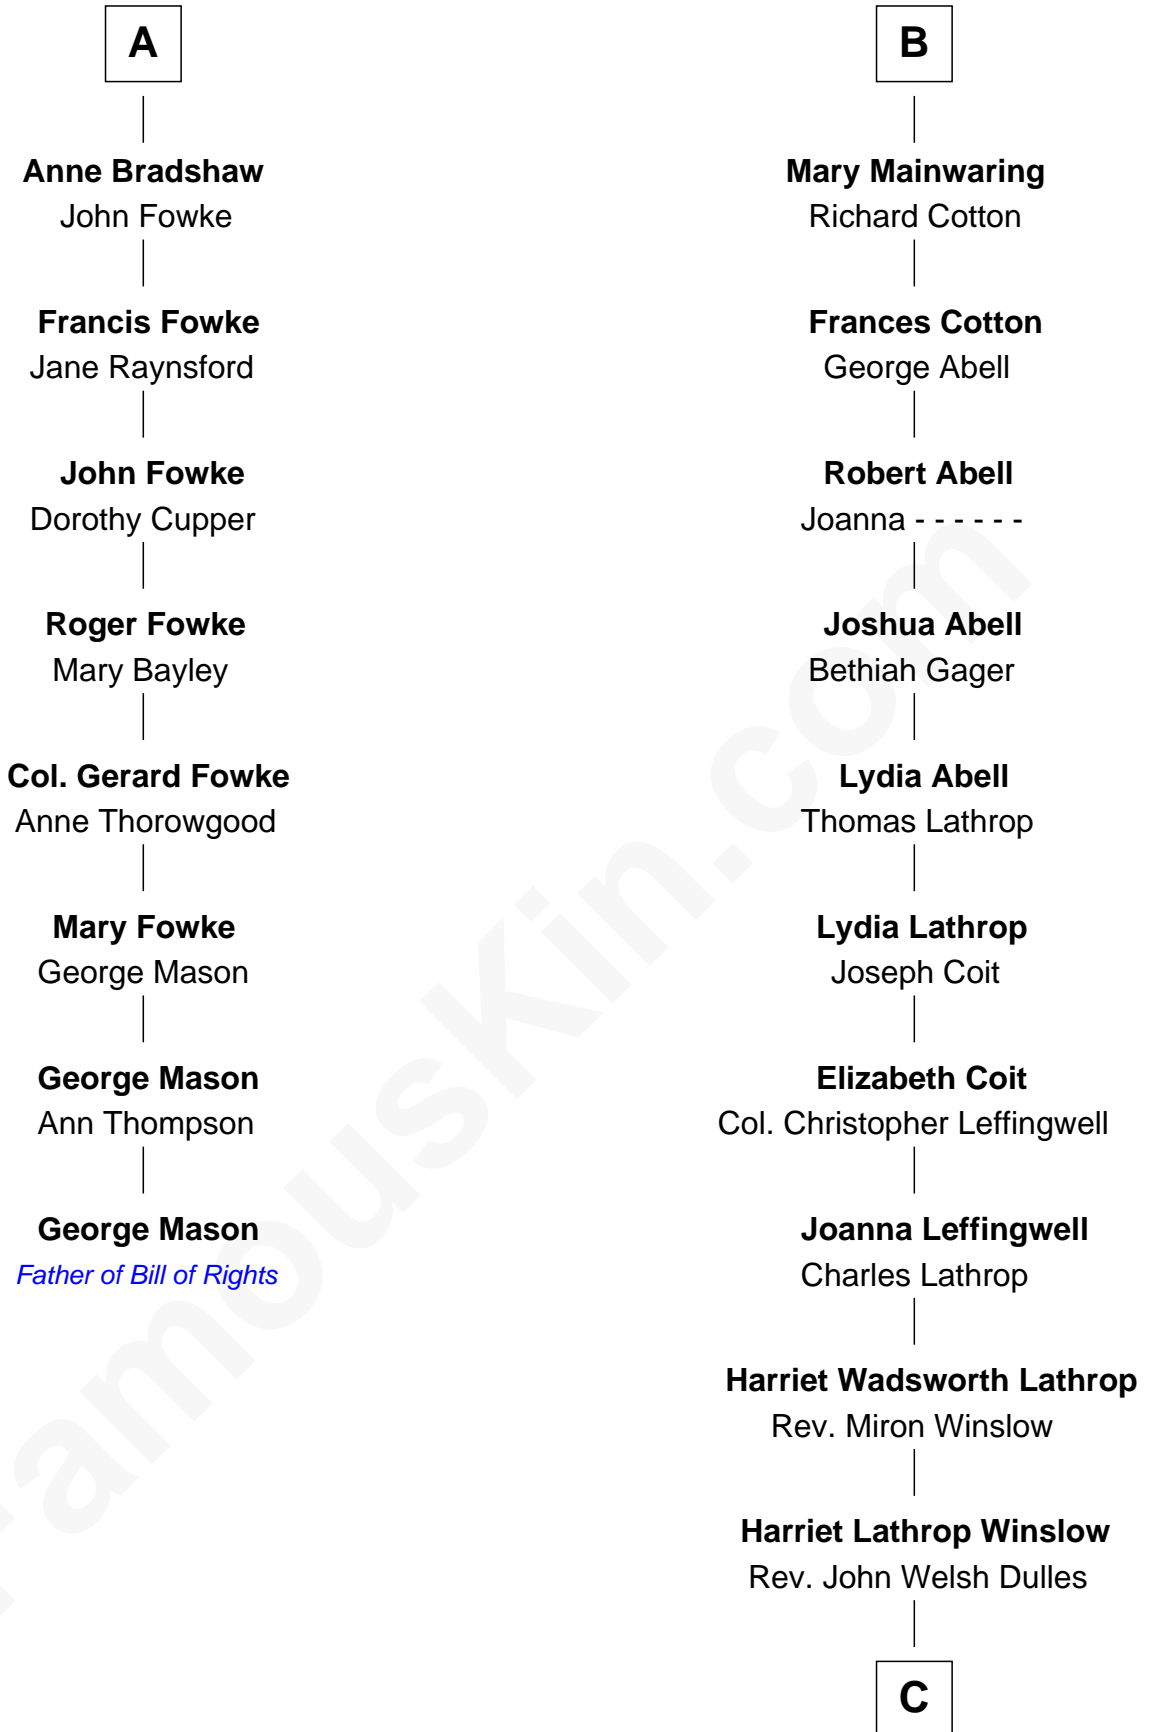 A
Anne Bradshaw
John Fowke
Francis Fowke
Jane Raynsford
John Fowke
Dorothy Cupper
Roger Fowke
Mary Bayley
Col. Gerard Fowke
Anne Thorowgood
Mary Fowke
George Mason
George Mason
Ann Thompson
George Mason
Father of Bill of Rights
B
Mary Mainwaring
Richard Cotton
Frances Cotton
George Abell
Robert Abell
Joanna - - - - - -
Joshua Abell
Bethiah Gager
Lydia Abell
Thomas Lathrop
Lydia Lathrop
Joseph Coit
Elizabeth Coit
Col. Christopher Leffingwell
Joanna Leffingwell
Charles Lathrop
Harriet Wadsworth Lathrop
Rev. Miron Winslow
Harriet Lathrop Winslow
Rev. John Welsh Dulles
C
FamousKin.com